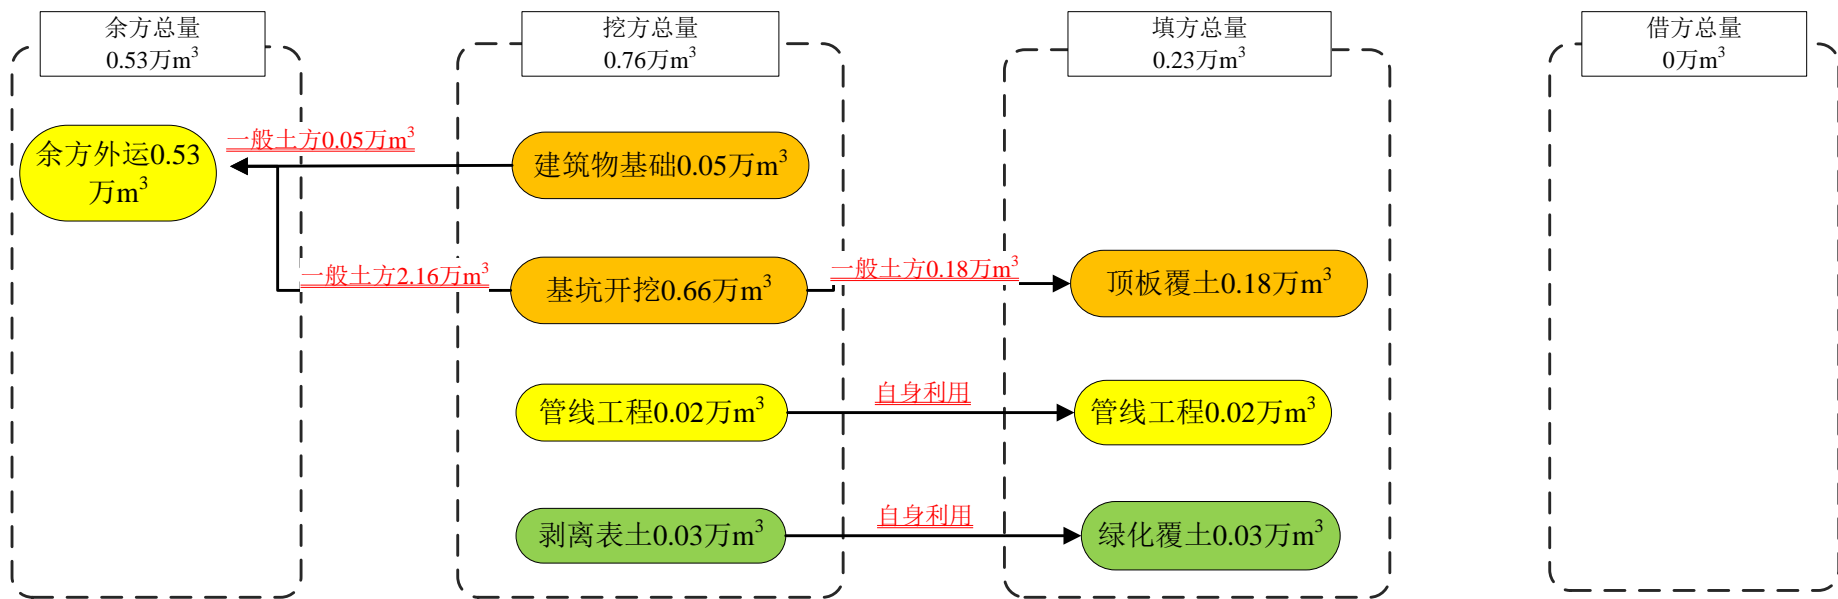 余方总量
0.53万m³
挖方总量
0.76万m³
填方总量
0.23万m³
借方总量
0万m³
余方外运0.53
万m³
一般土方0.05万m³
建筑物基础0.05万m³
一般土方2.16万m³
基坑开挖0.66万m³
一般土方0.18万m³
顶板覆土0.18万m³
管线工程0.02万m³
自身利用
管线工程0.02万m³
剥离表土0.03万m³
自身利用
绿化覆土0.03万m³